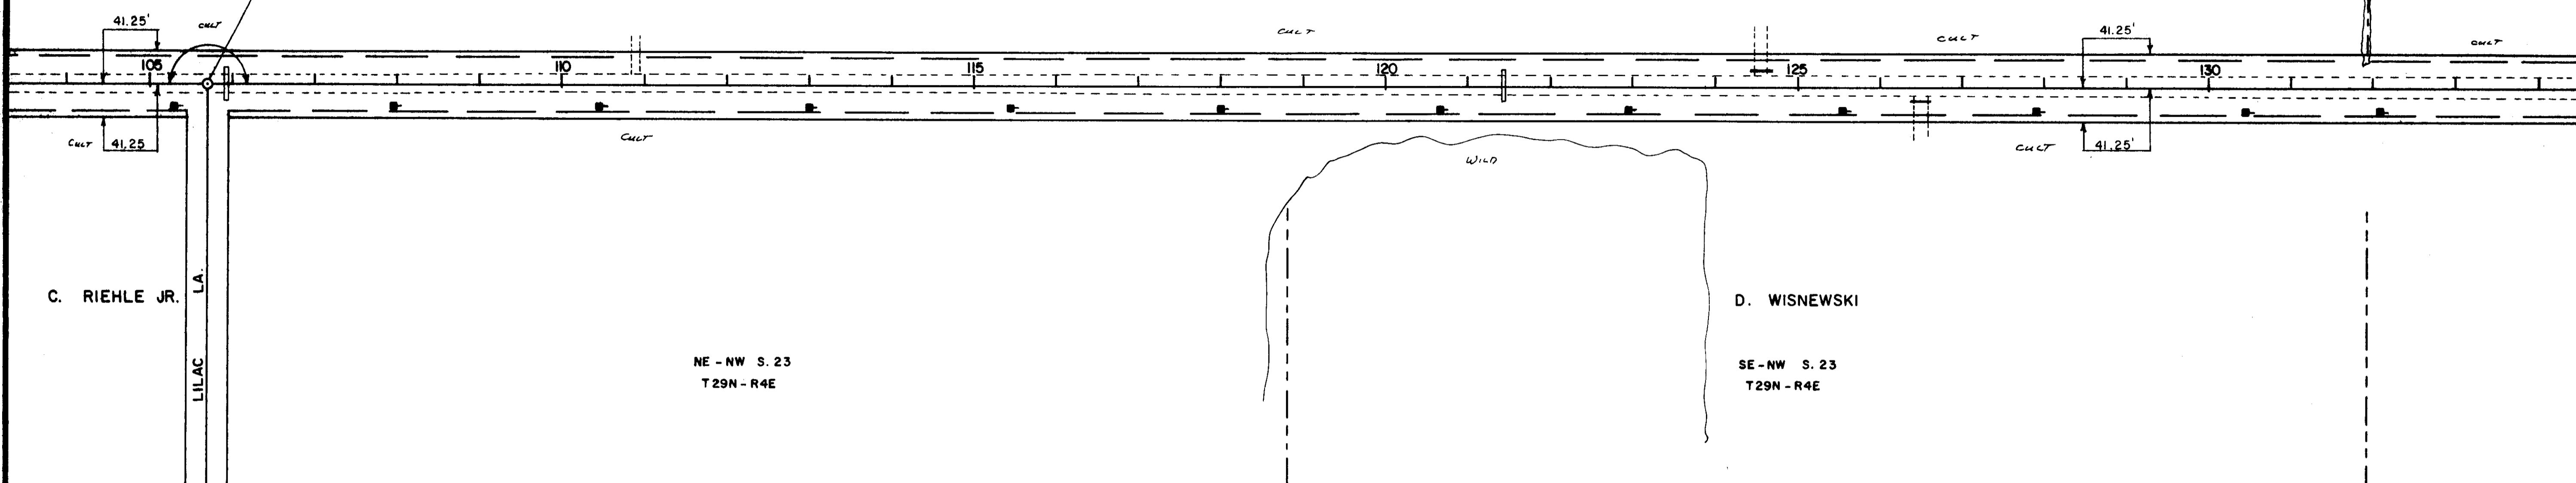 41.25'
CULT
CULT
CULT
41.25'
CULT
105
110
115
120
125
130
CULT
41.25
CULT
WILD
CULT
41.25'
C. RIEHLE JR.
LILAC LA.
D. WISNEWSKI
NE - NW S. 23
T29N - R4E
SE - NW S. 23
T29N - R4E